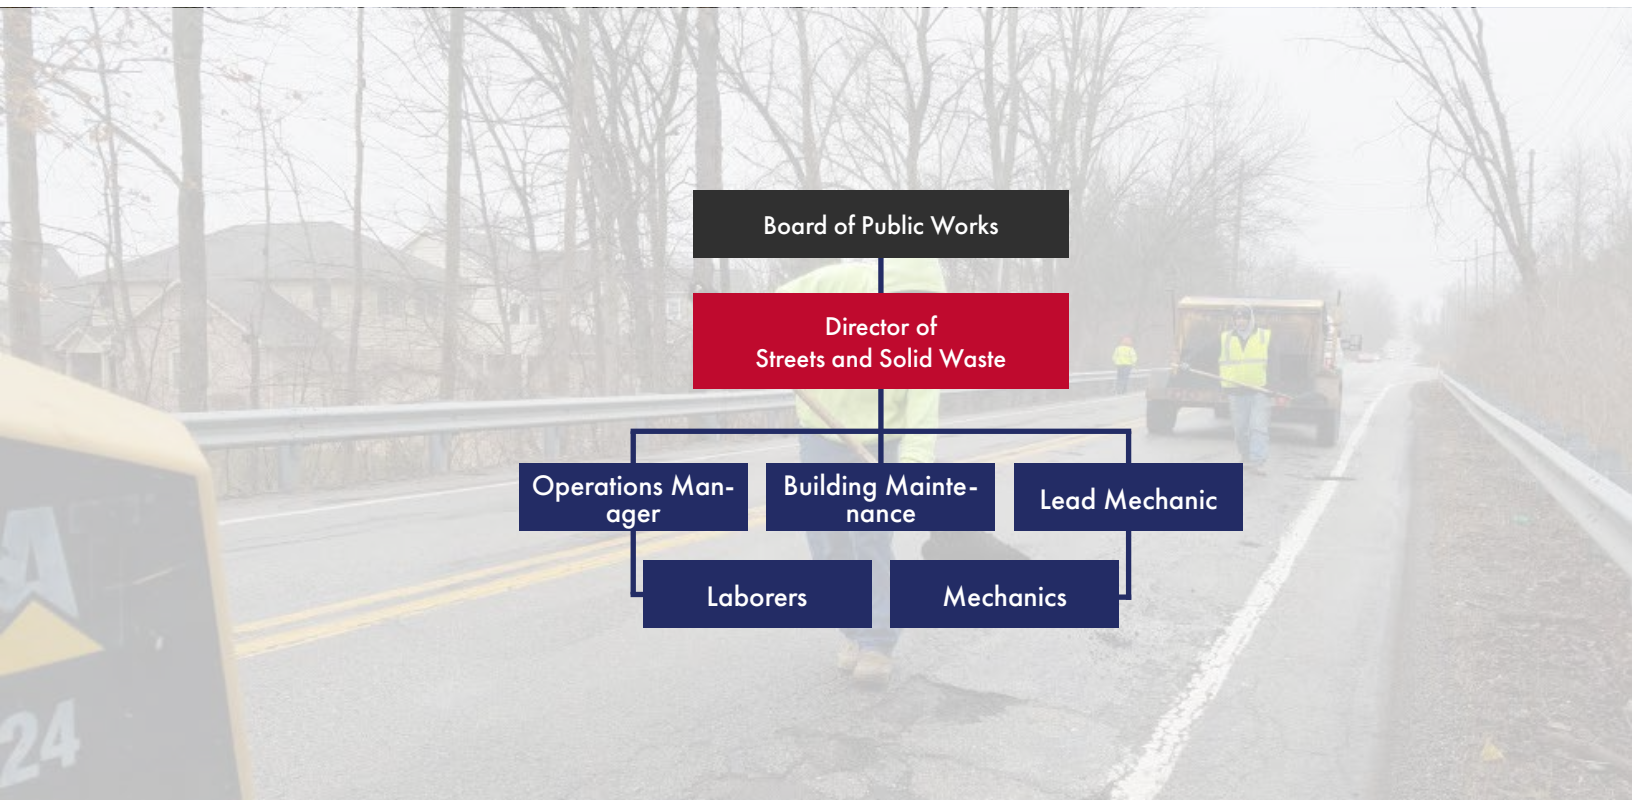 Board of Public Works
Director of
Streets and Solid Waste
Operations Man-
ager
Building Mainte-
nance
Lead Mechanic
Laborers
Mechanics
A
24